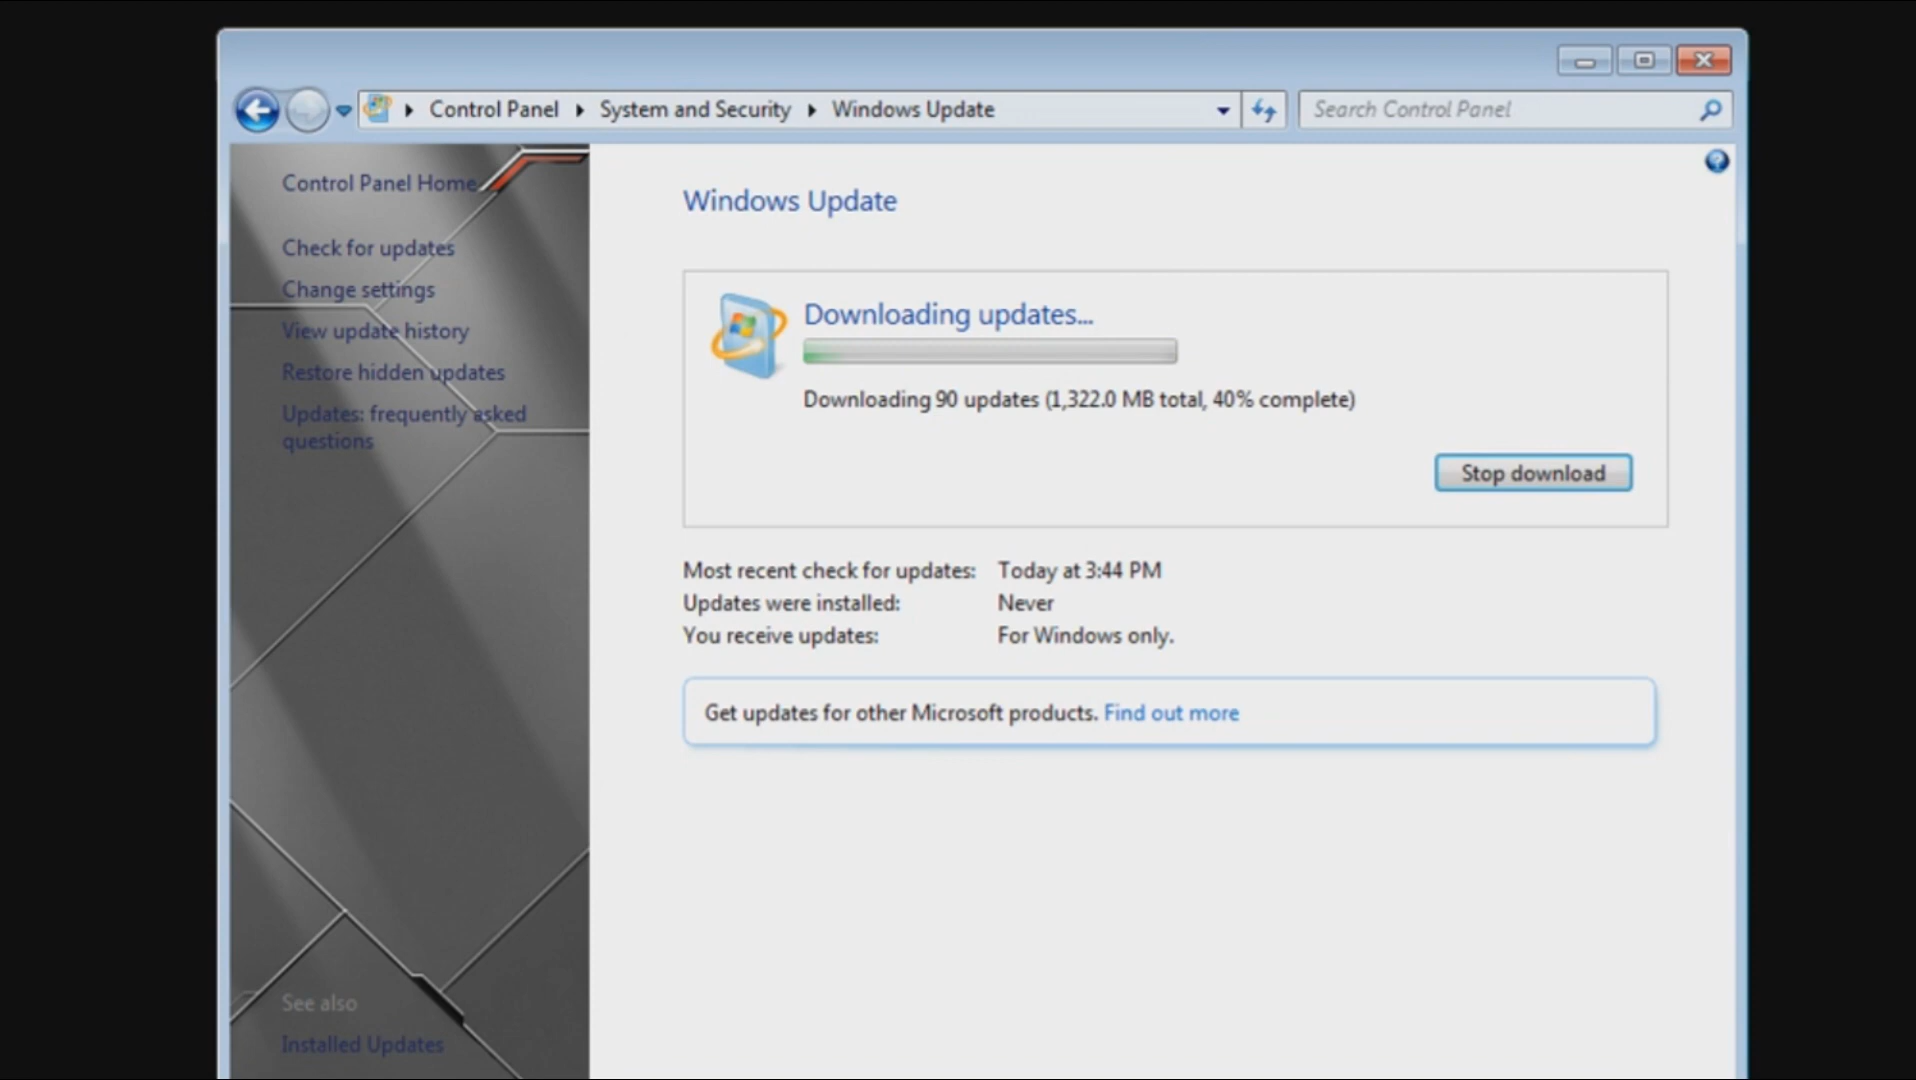 Control Panel
System and Security
Windows Update
Search Control Panel
Control Panel Home
Check for updates
Change settings
View update history
Restore hidden updates
Updates: frequently asked
questions
See also
Installed Updates
Windows Update
Downloading updates...
Downloading 90 updates (1,322.0 MB total, 40% complete)
Stop download
Most recent check for updates: Today at 3:44 PM
Updates were installed: Never
You receive updates: For Windows only.
Get updates for other Microsoft products. Find out more